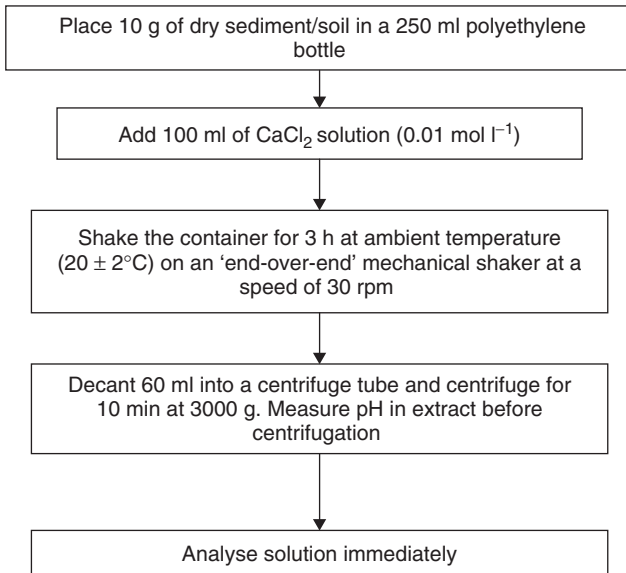 Place 10 g of dry sediment/soil in a 250 ml polyethylene
bottle
Add 100 ml of CaCl₂ solution (0.01 mol l⁻¹)
Shake the container for 3 h at ambient temperature
(20 ± 2°C) on an ‘end-over-end’ mechanical shaker at a
speed of 30 rpm
Decant 60 ml into a centrifuge tube and centrifuge for
10 min at 3000 g. Measure pH in extract before
centrifugation
Analyse solution immediately